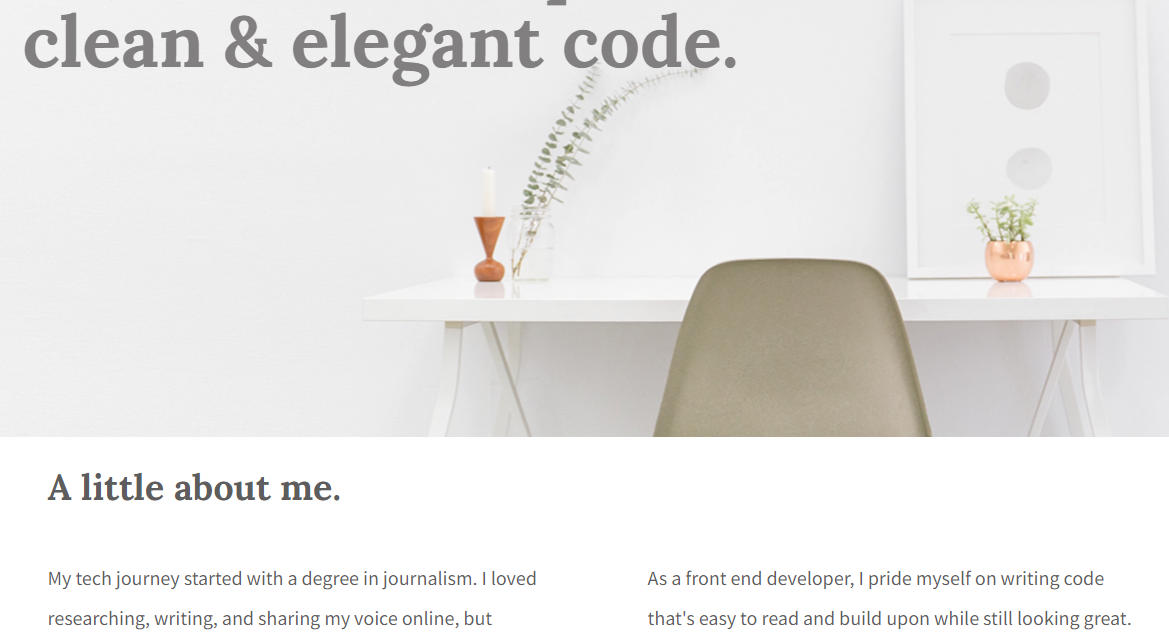 clean & elegant code.
A little about me.
My tech journey started with a degree in journalism. I loved
researching, writing, and sharing my voice online, but
As a front end developer, I pride myself on writing code
that's easy to read and build upon while still looking great.